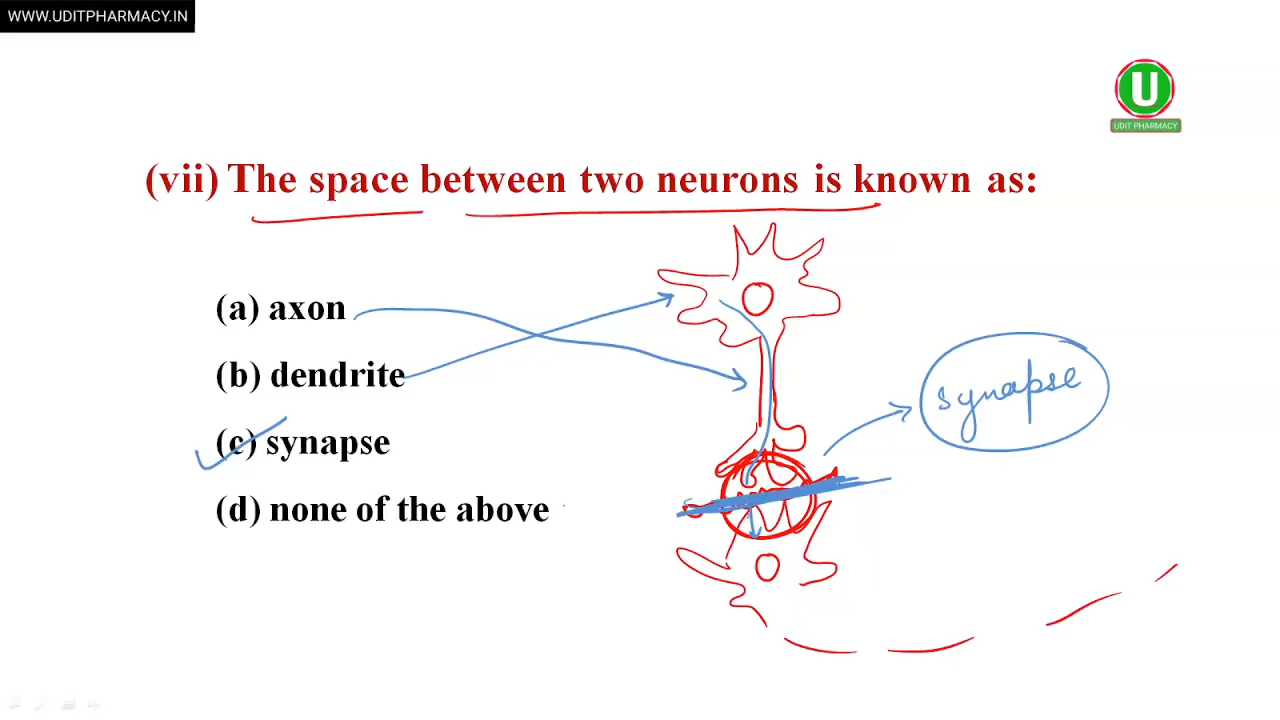 WWW.UDITPHARMACY.IN
U
UDIT PHARMACY
(vii) The space between two neurons is known as:
(a) axon
(b) dendrite
(c) synapse
(d) none of the above
synapse